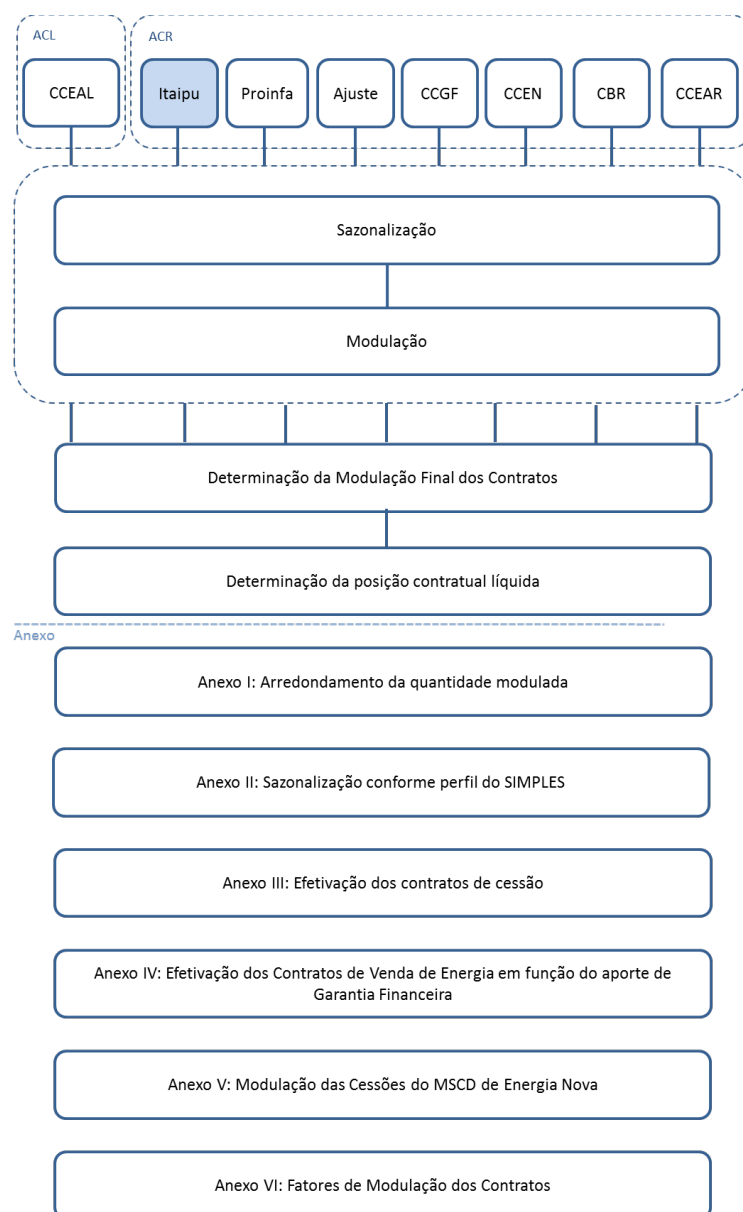 ACL
ACR
CCEAL
Itaipu
Proinfa
Ajuste
CCGF
CCEN
CBR
CCEAR
Sazonalização
Modulação
Determinação da Modulação Final dos Contratos
Determinação da posição contratual líquida
Anexo
Anexo I: Arredondamento da quantidade modulada
Anexo II: Sazonalização conforme perfil do SIMPLES
Anexo III: Efetivação dos contratos de cessão
Anexo IV: Efetivação dos Contratos de Venda de Energia em função do aporte de
Garantia Financeira
Anexo V: Modulação das Cessões do MSCD de Energia Nova
Anexo VI: Fatores de Modulação dos Contratos